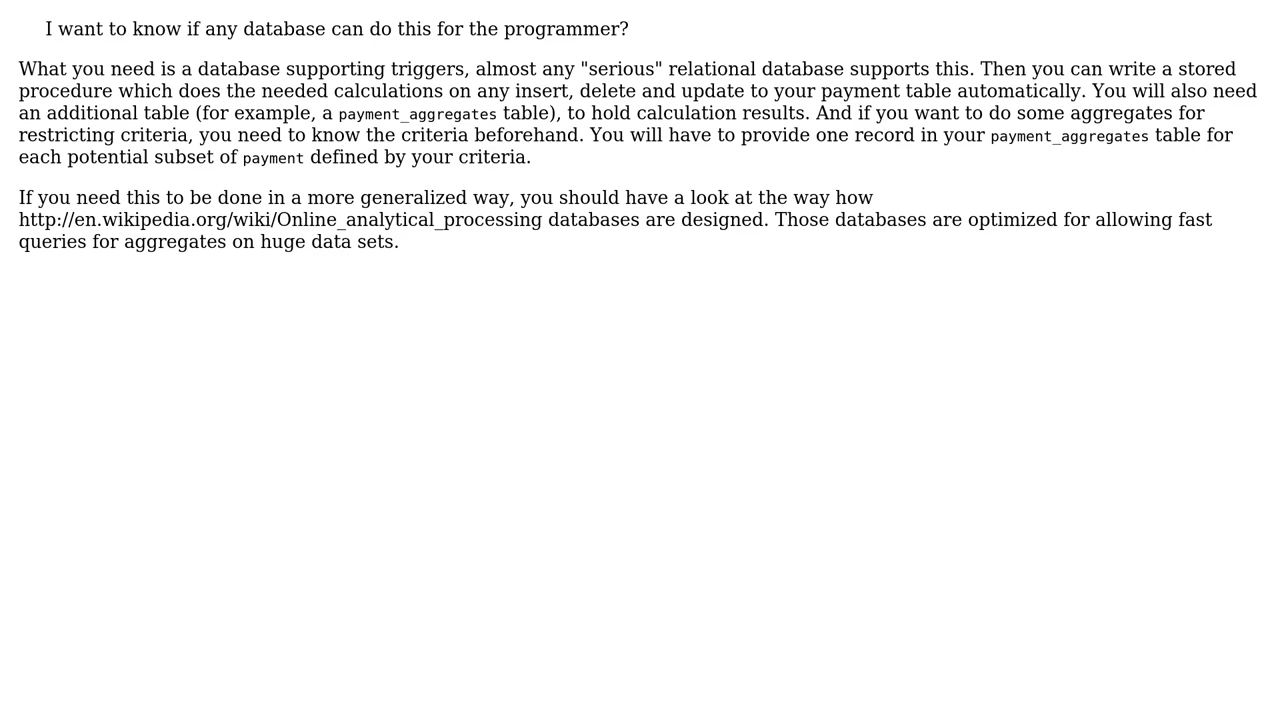 I want to know if any database can do this for the programmer?
What you need is a database supporting triggers, almost any "serious" relational database supports this. Then you can write a stored
procedure which does the needed calculations on any insert, delete and update to your payment table automatically. You will also need
an additional table (for example, a payment_aggregates table), to hold calculation results. And if you want to do some aggregates for
restricting criteria, you need to know the criteria beforehand. You will have to provide one record in your payment_aggregates table for
each potential subset of payment defined by your criteria.
If you need this to be done in a more generalized way, you should have a look at the way how
http://en.wikipedia.org/wiki/Online_analytical_processing databases are designed. Those databases are optimized for allowing fast
queries for aggregates on huge data sets.